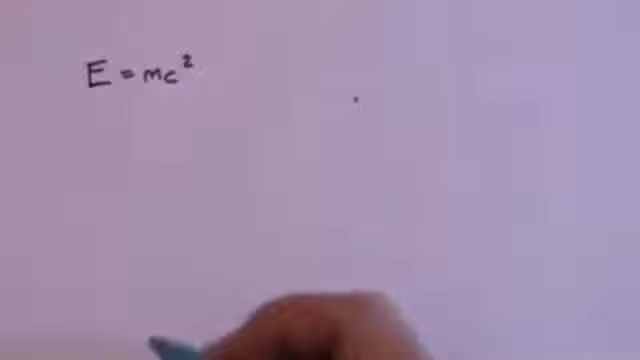 E = mc²